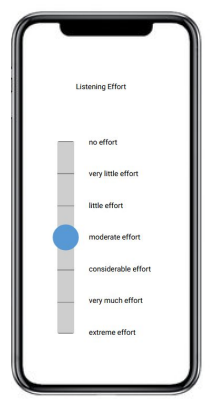 Listening Effort
no effort
very little effort
little effort
moderate effort
considerable effort
very much effort
extreme effort